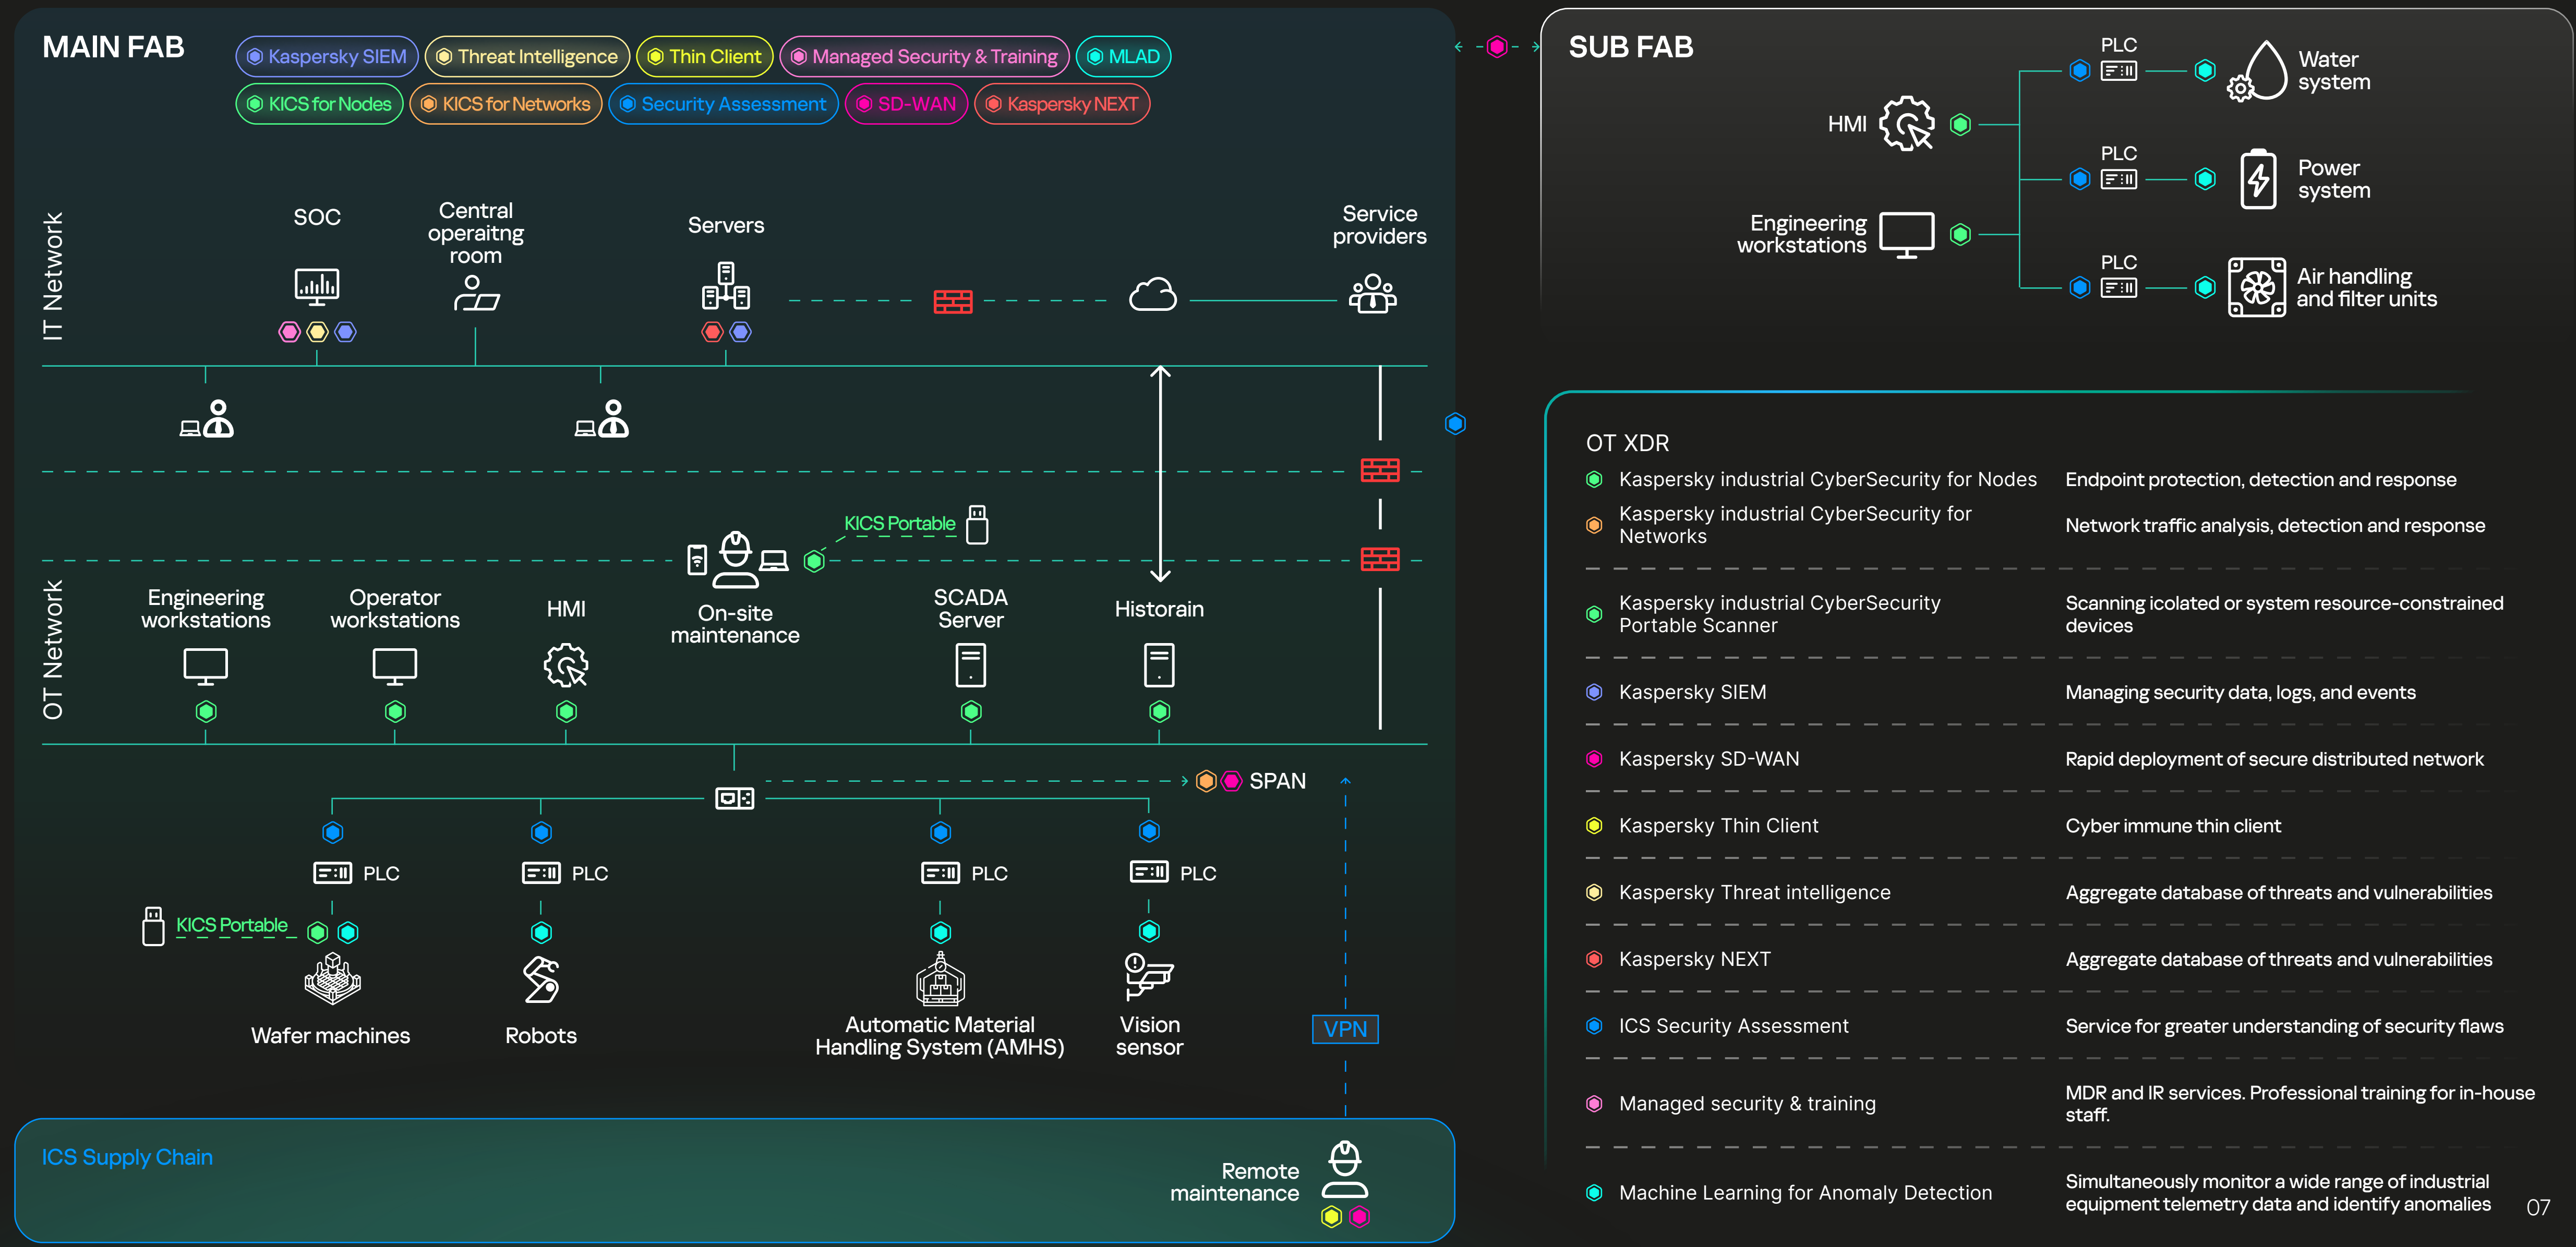 MAIN FAB
Kaspersky SIEM
Threat Intelligence
Thin Client
Managed Security & Training
MLAD
KICS for Nodes
KICS for Networks
Security Assessment
SD-WAN
Kaspersky NEXT
IT Network
SOC
Central
operaitng
room
Servers
Service
providers
KICS Portable
OT Network
Engineering
workstations
Operator
workstations
HMI
On-site
maintenance
SCADA
Server
Historain
SPAN
PLC
PLC
PLC
PLC
KICS Portable
Wafer machines
Robots
Automatic Material
Handling System (AMHS)
Vision
sensor
VPN
ICS Supply Chain
Remote
maintenance
SUB FAB
HMI
Engineering
workstations
PLC
Water
system
PLC
Power
system
PLC
Air handling
and filter units
OT XDR
Kaspersky industrial CyberSecurity for Nodes
Endpoint protection, detection and response
Kaspersky industrial CyberSecurity for
Networks
Network traffic analysis, detection and response
Kaspersky industrial CyberSecurity
Portable Scanner
Scanning icolated or system resource-constrained
devices
Kaspersky SIEM
Managing security data, logs, and events
Kaspersky SD-WAN
Rapid deployment of secure distributed network
Kaspersky Thin Client
Cyber immune thin client
Kaspersky Threat intelligence
Aggregate database of threats and vulnerabilities
Kaspersky NEXT
Aggregate database of threats and vulnerabilities
ICS Security Assessment
Service for greater understanding of security flaws
Managed security & training
MDR and IR services. Professional training for in-house
staff.
Machine Learning for Anomaly Detection
Simultaneously monitor a wide range of industrial
equipment telemetry data and identify anomalies
07